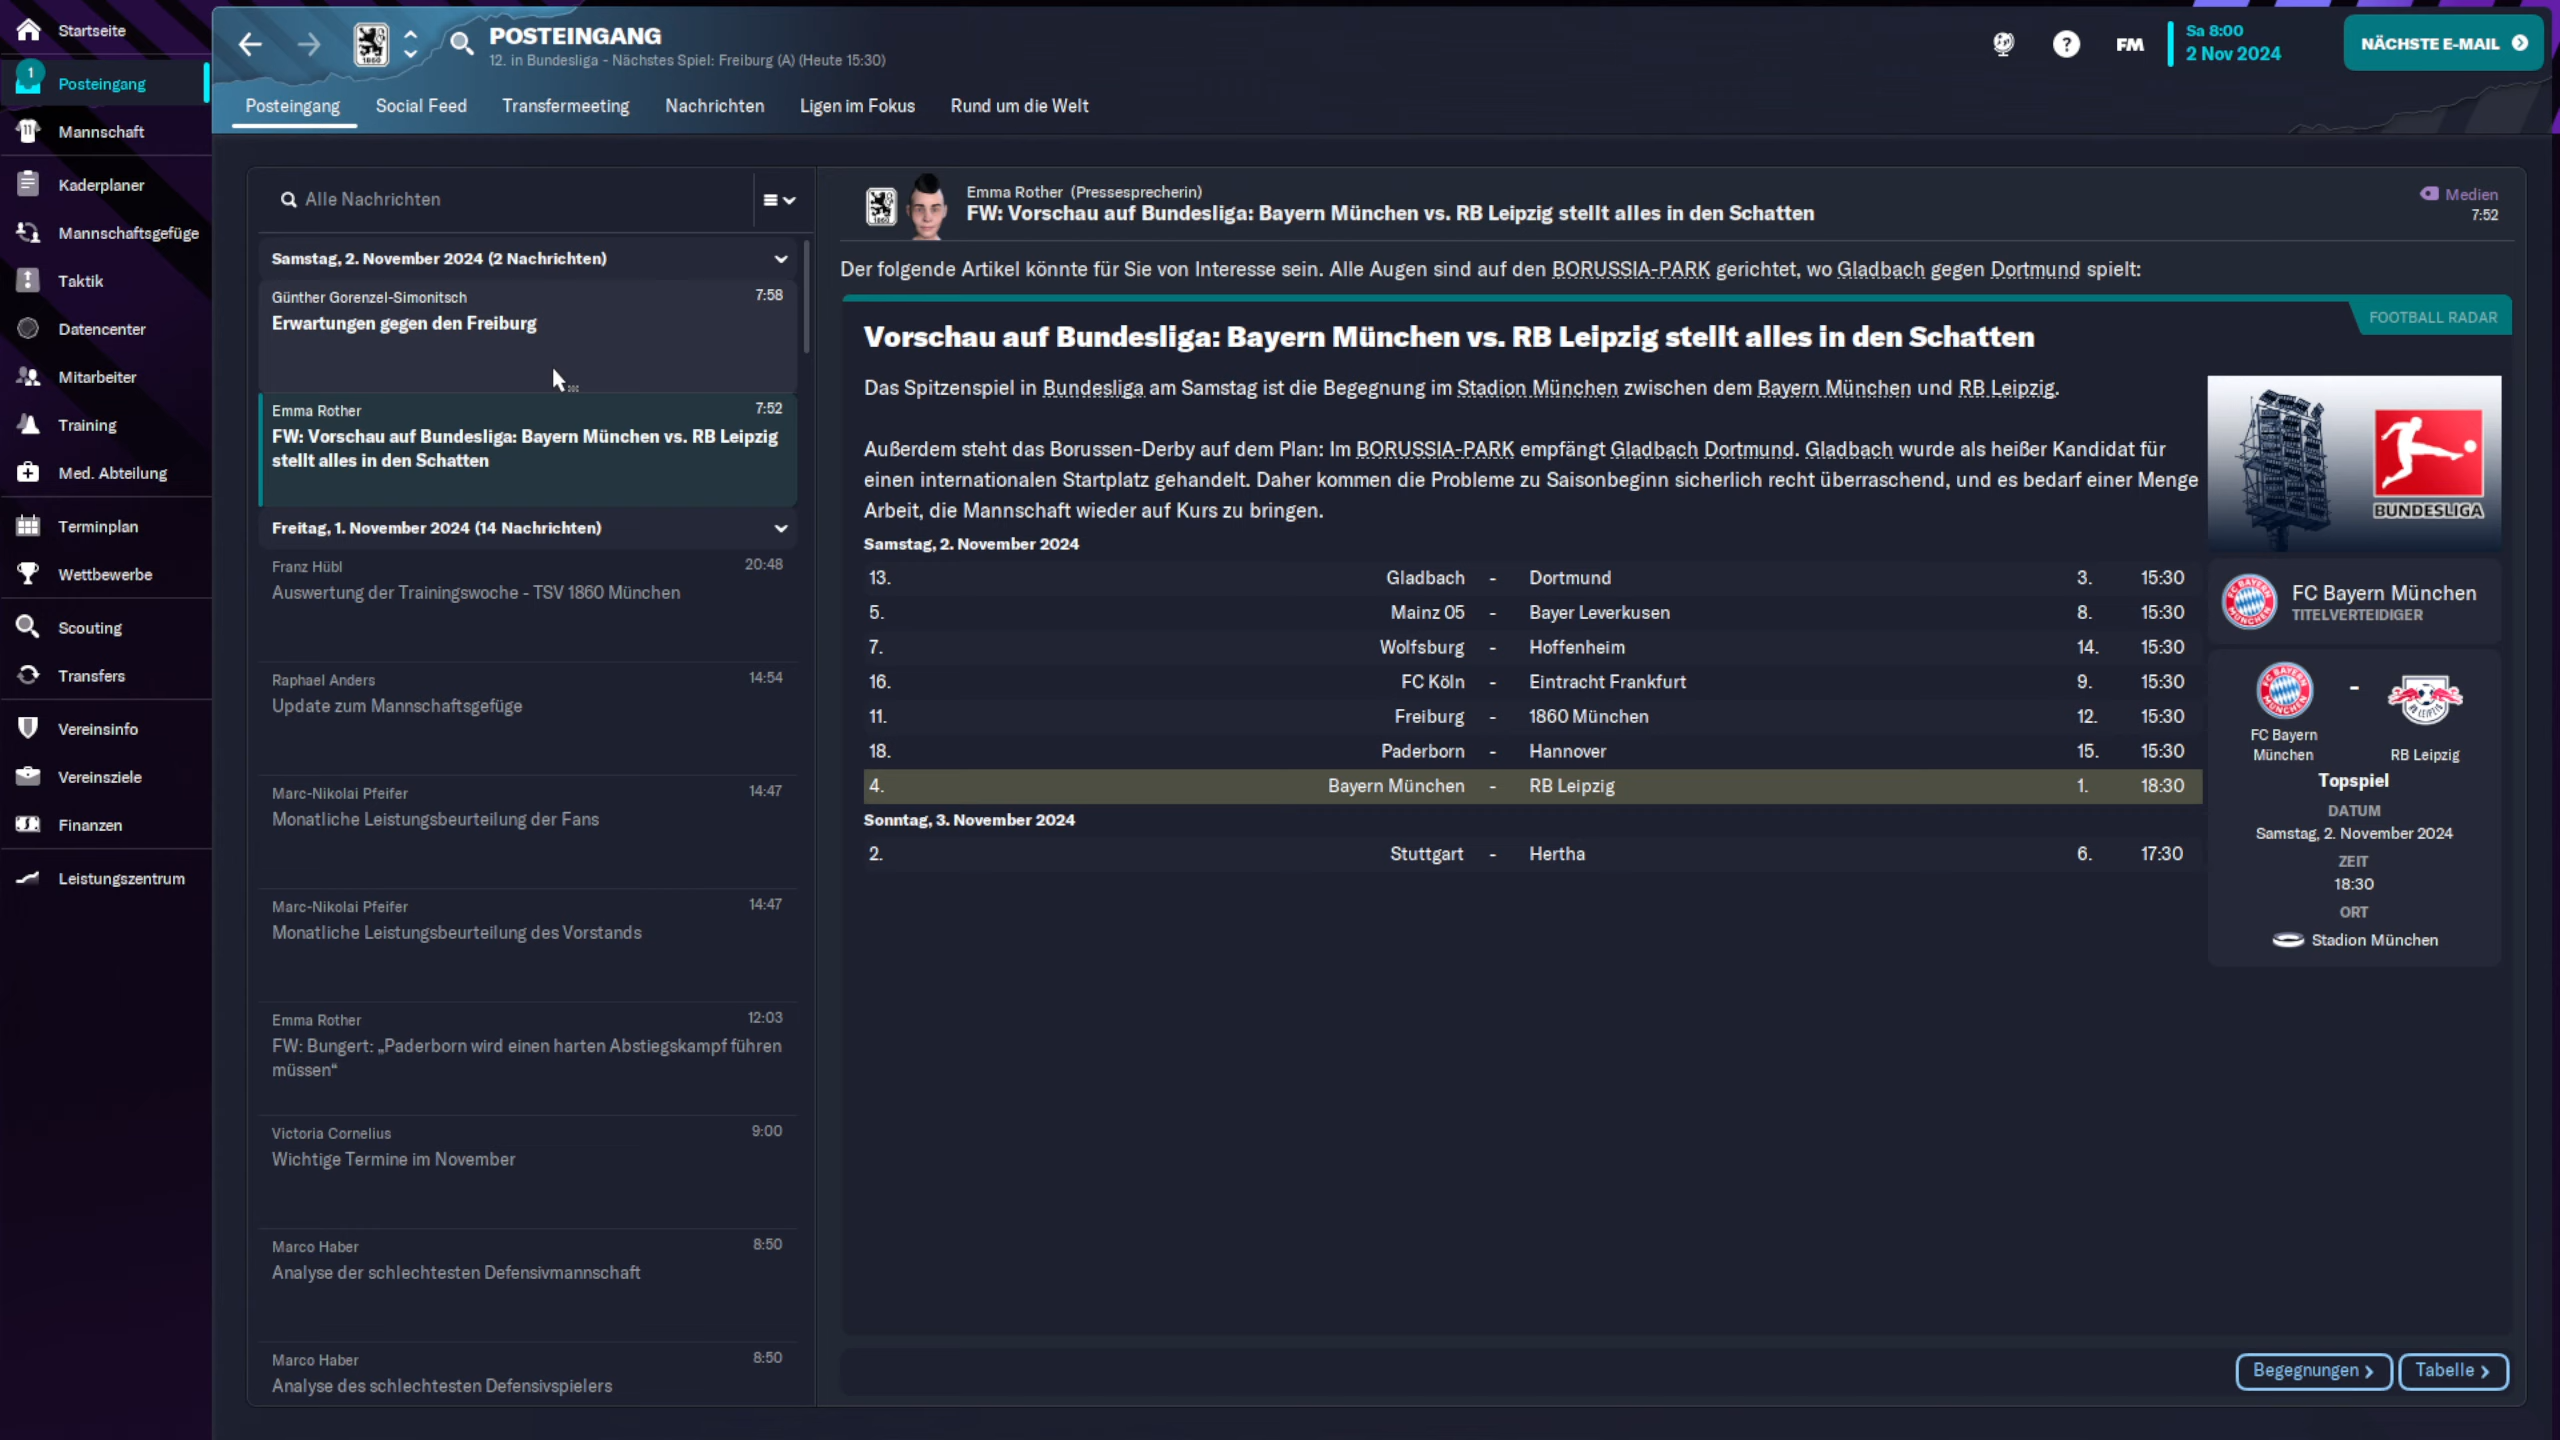 Startseite
1
Posteingang
Mannschaft
Kaderplaner
Mannschaftsgefüge
Taktik
Datencenter
Mitarbeiter
Training
Med. Abteilung
Terminplan
Wettbewerbe
Scouting
Transfers
Vereinsinfo
Vereinsziele
Finanzen
Leistungszentrum
POSTEINGANG
12. in Bundesliga - Nächstes Spiel: Freiburg (A) (Heute 15:30)
FM
Sa 8:00
2 Nov 2024
NÄCHSTE E-MAIL
Posteingang Social Feed Transfermeeting Nachrichten Ligen im Fokus Rund um die Welt
Alle Nachrichten
Samstag, 2. November 2024 (2 Nachrichten)
Günther Gorenzel-Simonitsch 7:58
Erwartungen gegen den Freiburg
Emma Rother 7:52
FW: Vorschau auf Bundesliga: Bayern München vs. RB Leipzig
stellt alles in den Schatten
Freitag, 1. November 2024 (14 Nachrichten)
Franz Hübl 20:48
Auswertung der Trainingswoche - TSV 1860 München
Raphael Anders 14:54
Update zum Mannschaftsgefüge
Marc-Nikolai Pfeifer 14:47
Monatliche Leistungsbeurteilung der Fans
Marc-Nikolai Pfeifer 14:47
Monatliche Leistungsbeurteilung des Vorstands
Emma Rother 12:03
FW: Bungert: „Paderborn wird einen harten Abstiegskampf führen
müssen“
Victoria Cornelius 9:00
Wichtige Termine im November
Marco Haber 8:50
Analyse der schlechtesten Defensivmannschaft
Marco Haber 8:50
Analyse des schlechtesten Defensivspielers
Emma Rother (Pressesprecherin)
FW: Vorschau auf Bundesliga: Bayern München vs. RB Leipzig stellt alles in den Schatten
Medien
7:52
Der folgende Artikel könnte für Sie von Interesse sein. Alle Augen sind auf den BORUSSIA-PARK gerichtet, wo Gladbach gegen Dortmund spielt:
FOOTBALL RADAR
Vorschau auf Bundesliga: Bayern München vs. RB Leipzig stellt alles in den Schatten
Das Spitzenspiel in Bundesliga am Samstag ist die Begegnung im Stadion München zwischen dem Bayern München und RB Leipzig.
Außerdem steht das Borussen-Derby auf dem Plan: Im BORUSSIA-PARK empfängt Gladbach Dortmund. Gladbach wurde als heißer Kandidat für
einen internationalen Startplatz gehandelt. Daher kommen die Probleme zu Saisonbeginn sicherlich recht überraschend, und es bedarf einer Menge
Arbeit, die Mannschaft wieder auf Kurs zu bringen.
Samstag, 2. November 2024
13. Gladbach - Dortmund 3. 15:30
5. Mainz 05 - Bayer Leverkusen 8. 15:30
7. Wolfsburg - Hoffenheim 14. 15:30
16. FC Köln - Eintracht Frankfurt 9. 15:30
11. Freiburg - 1860 München 12. 15:30
18. Paderborn - Hannover 15. 15:30
4. Bayern München - RB Leipzig 1. 18:30
Sonntag, 3. November 2024
2. Stuttgart - Hertha 6. 17:30
BUNDESLIGA
FC Bayern München
TITELVERTEIDIGER
-
FC Bayern
München
RB Leipzig
Topspiel
DATUM
Samstag, 2. November 2024
ZEIT
18:30
ORT
Stadion München
Begegnungen
Tabelle